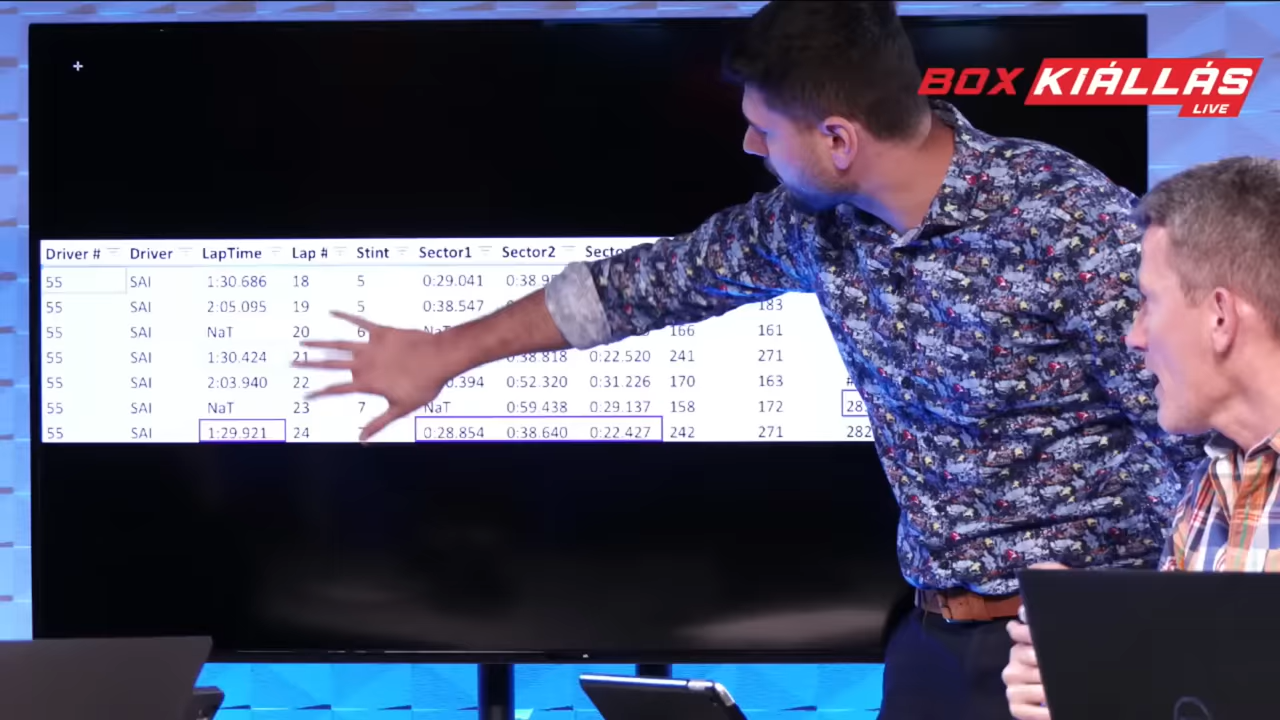 BOX KIÁLLÁS
LIVE
Driver # Driver LapTime Lap # Stint Sector1 Sector2
55 SAI 1:30.686 18 5 0:29.041
55 SAI 2:05.095 19 5 0:38.547 183
55 SAI NaT 20 166 161
55 SAI 1:30.424 21 0:38.818 0:22.520 241 271
55 SAI 2:03.940 22 0:52.320 0:31.226 170 163
55 SAI NaT 23 7 NaT 0:59.438 0:29.137 158 172
55 SAI 1:29.921 24 0:28.854 0:38.640 0:22.427 242 271 282